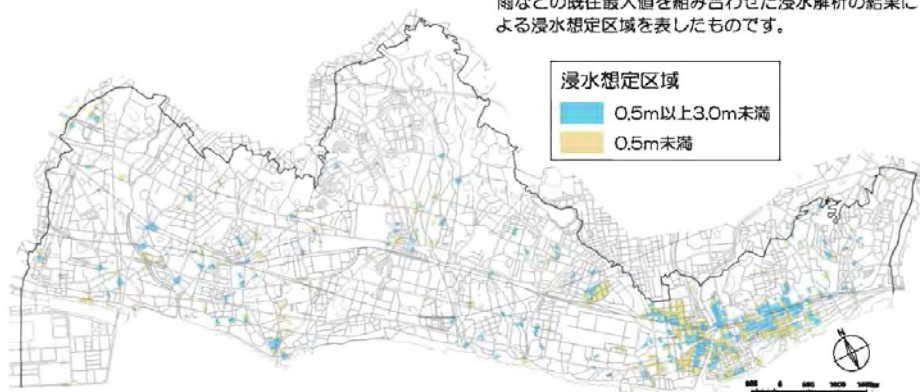 雨などの既往最大値を組み合わせた浸水解析の結果に
よる浸水想定区域を表したものです。
浸水想定区域
0.5m以上3.0m未満
0.5m未満
N